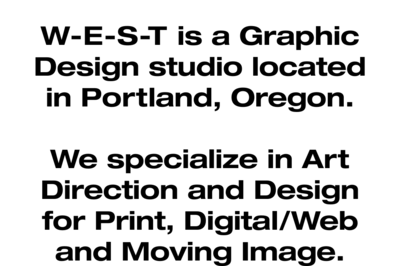 W-E-S-T is a Graphic
Design studio located
in Portland, Oregon.
We specialize in Art
Direction and Design
for Print, Digital/Web
and Moving Image.